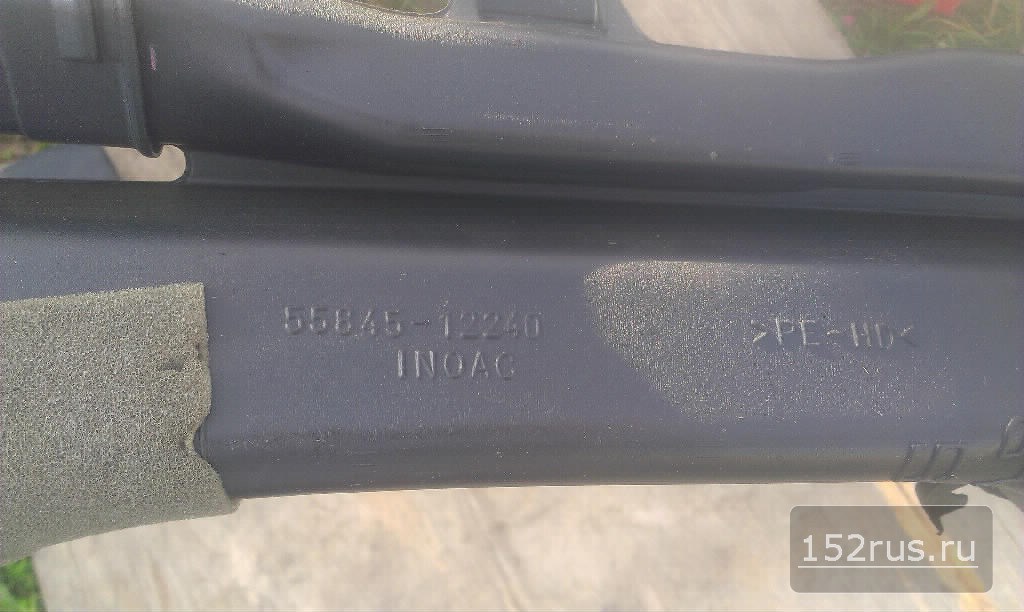 55845-12240
INOAC
>PE-HD<
152rus.ru